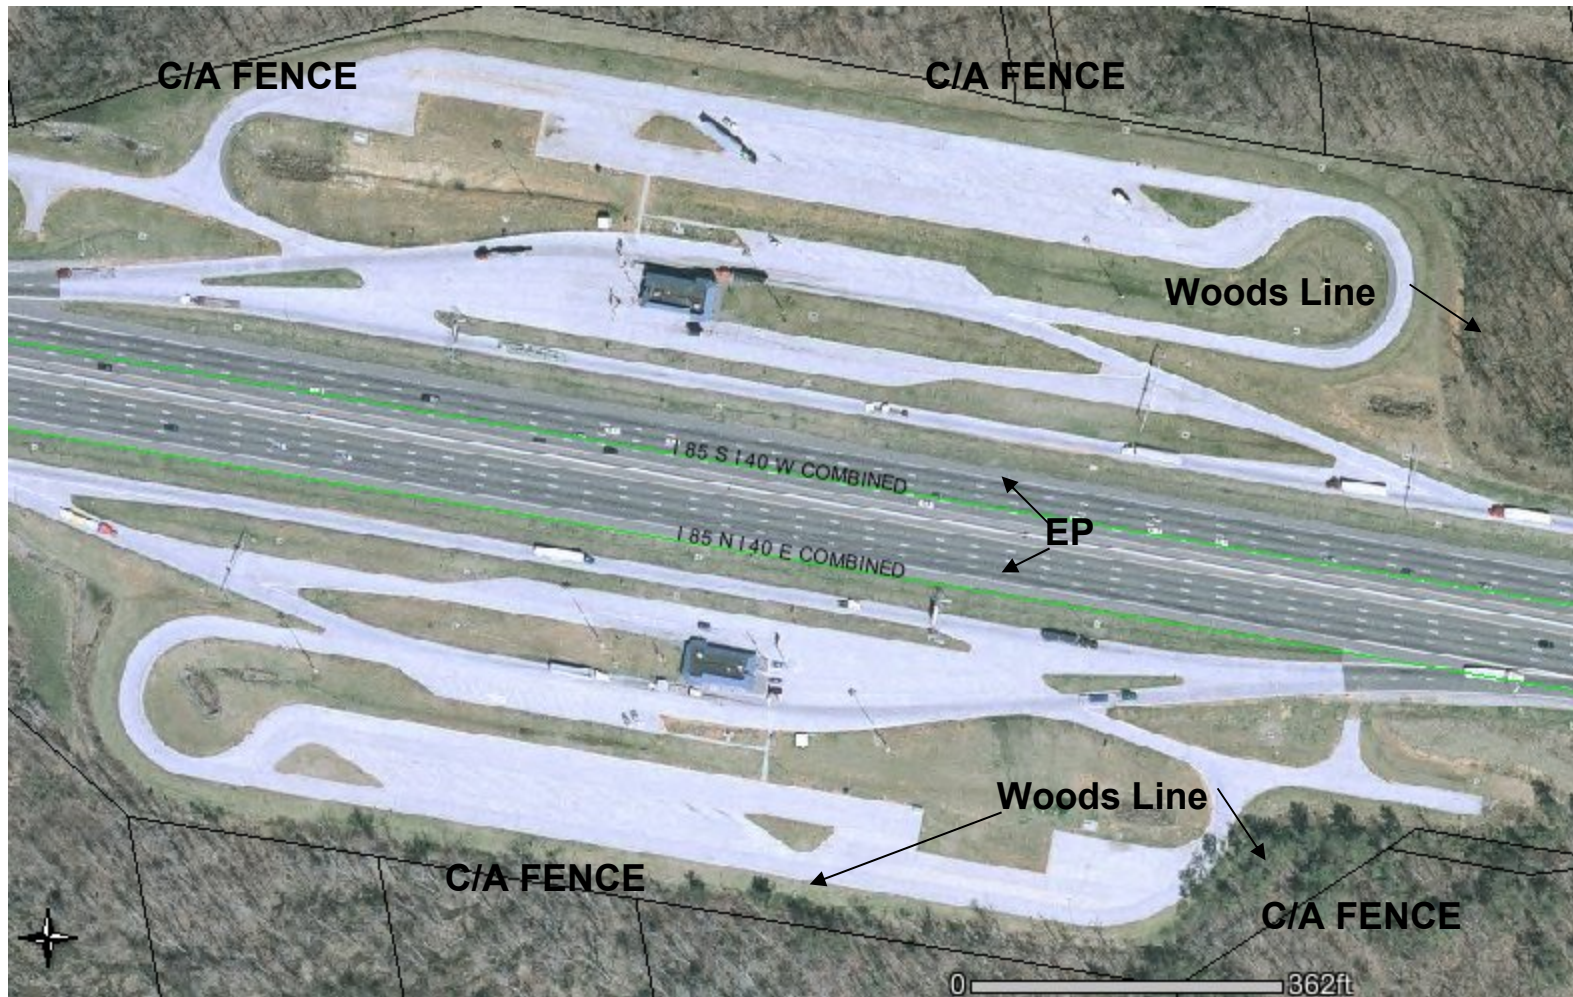 C/A FENCE
C/A FENCE
Woods Line
I 85 S I 40 W COMBINED
EP
I 85 N I 40 E COMBINED
Woods Line
C/A FENCE
C/A FENCE
0 362ft